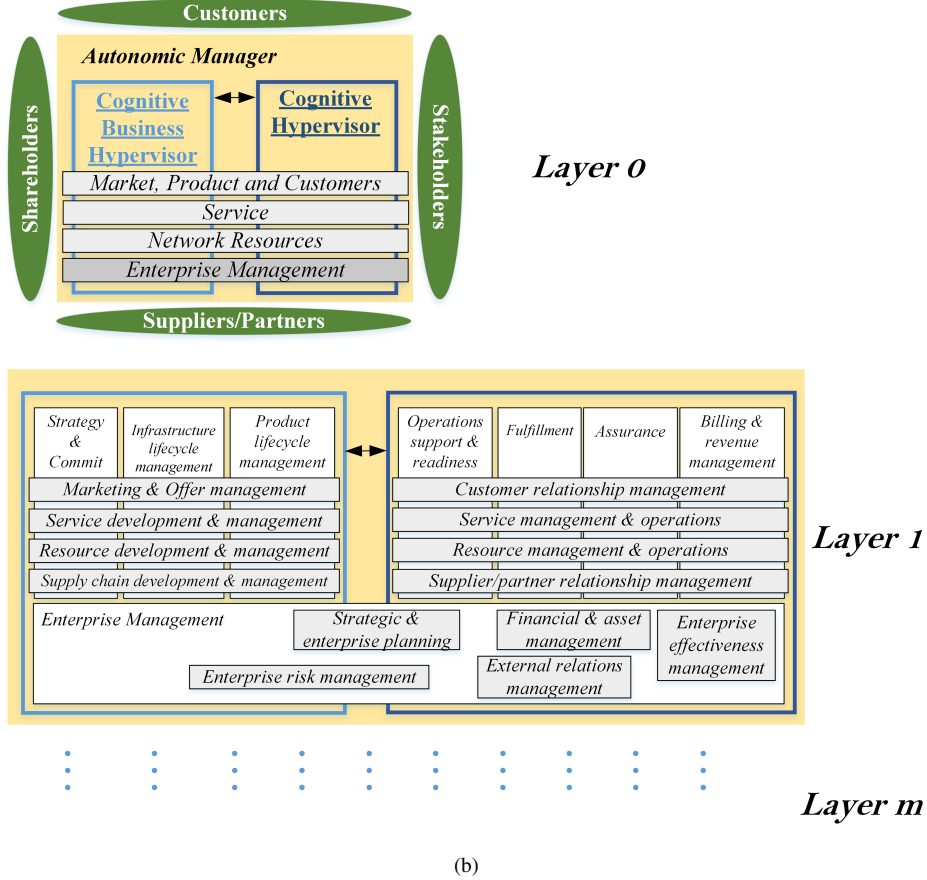 Customers
Autonomic Manager
Shareholders
Cognitive
Business
Hypervisor
Cognitive
Hypervisor
Stakeholders
Layer 0
Market, Product and Customers
Service
Network Resources
Enterprise Management
Suppliers/Partners
Strategy
&
Commit
Infrastructure
lifecycle
management
Product
lifecycle
management
Operations
support &
readiness
Fulfillment
Assurance
Billing &
revenue
management
Marketing & Offer management
Service development & management
Resource development & management
Supply chain development & management
Customer relationship management
Service management & operations
Resource management & operations
Supplier/partner relationship management
Layer 1
Enterprise Management
Strategic &
enterprise planning
Financial & asset
management
Enterprise
effectiveness
management
Enterprise risk management
External relations
management
Layer m
(b)